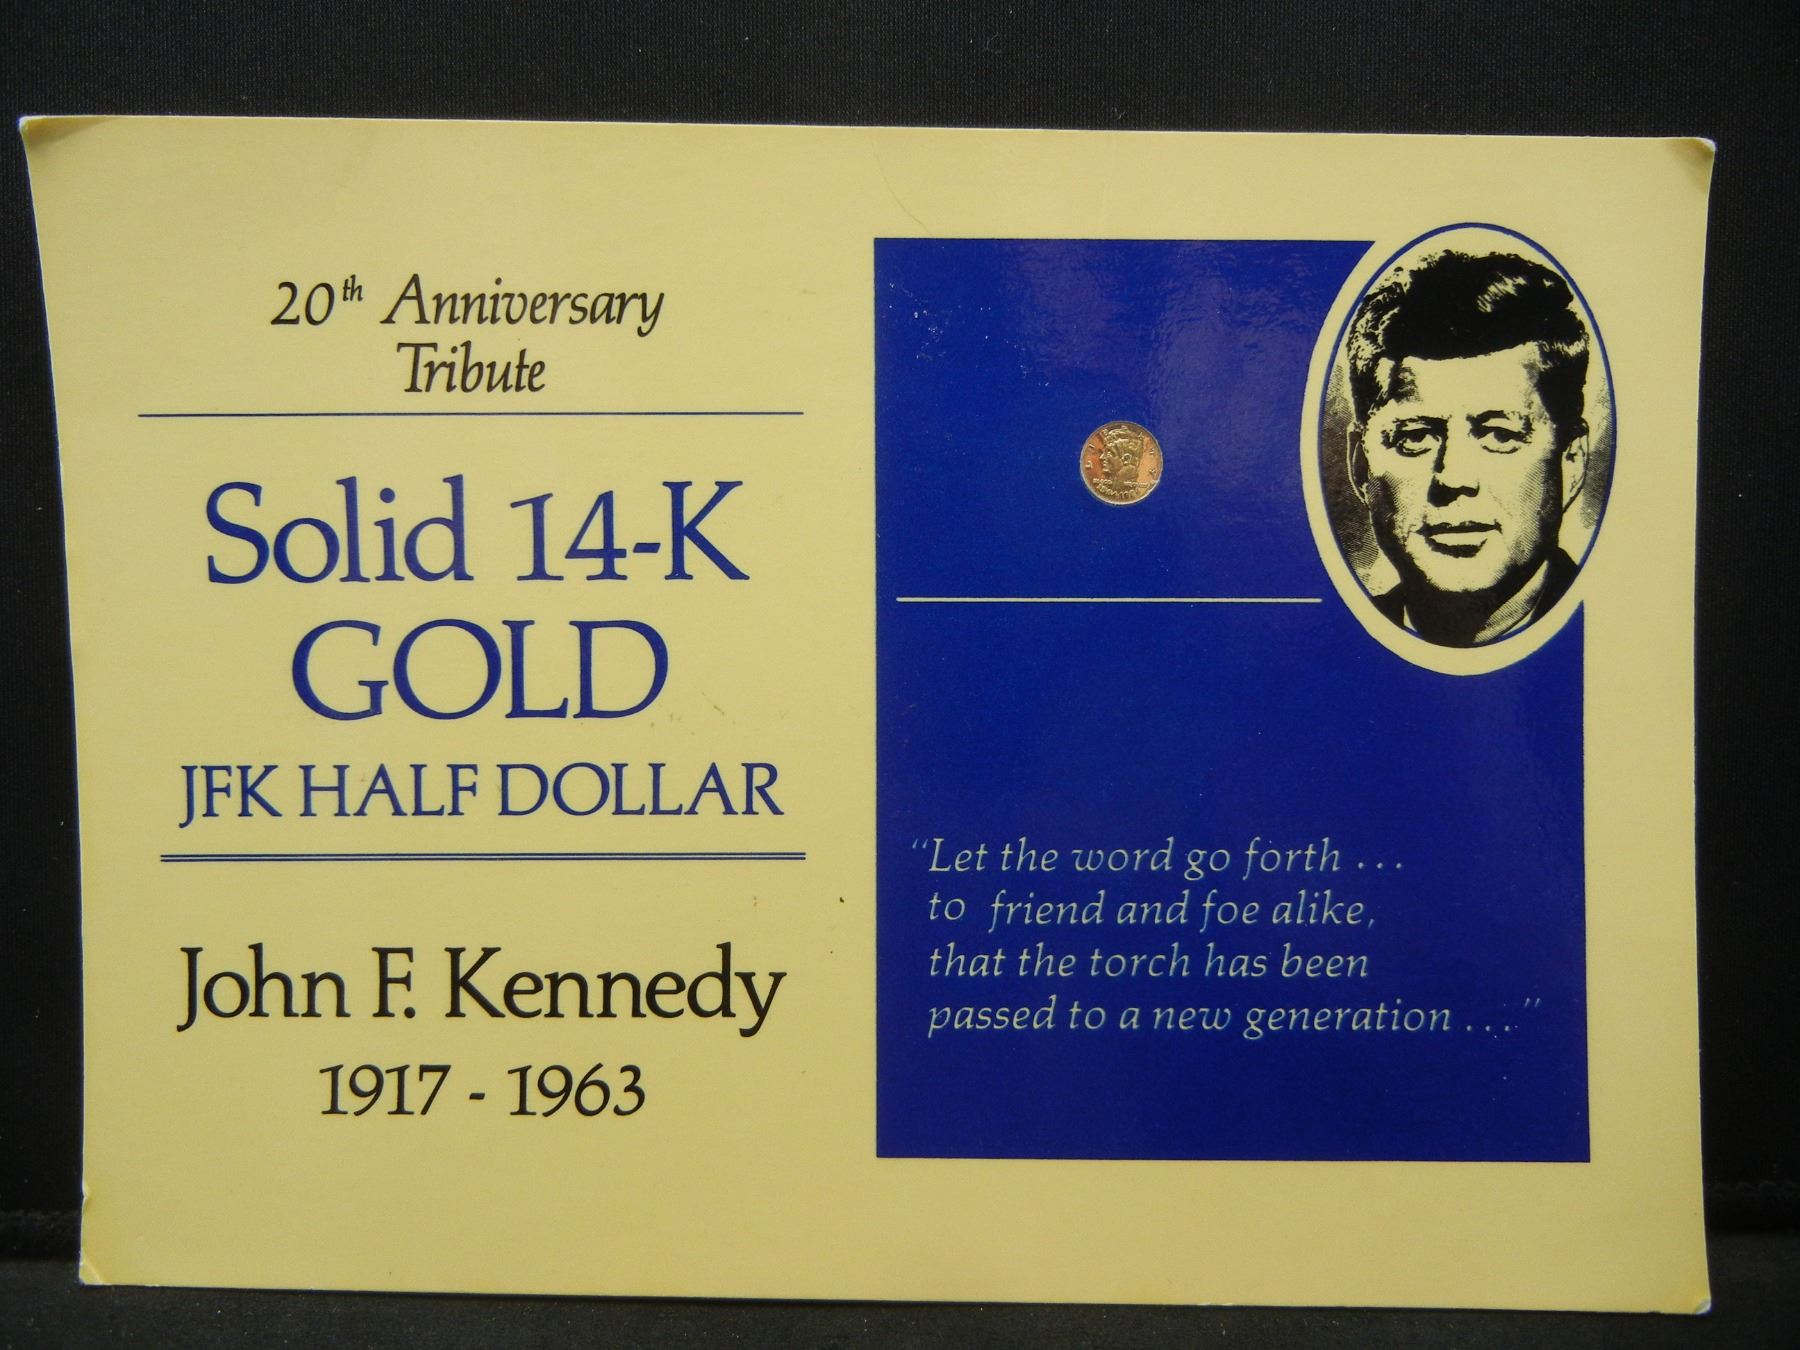 20th Anniversary
Tribute
Solid 14-K
GOLD
JFK HALF DOLLAR
John F. Kennedy
1917 - 1963
"Let the word go forth ...
to friend and foe alike,
that the torch has been
passed to a new generation ..."